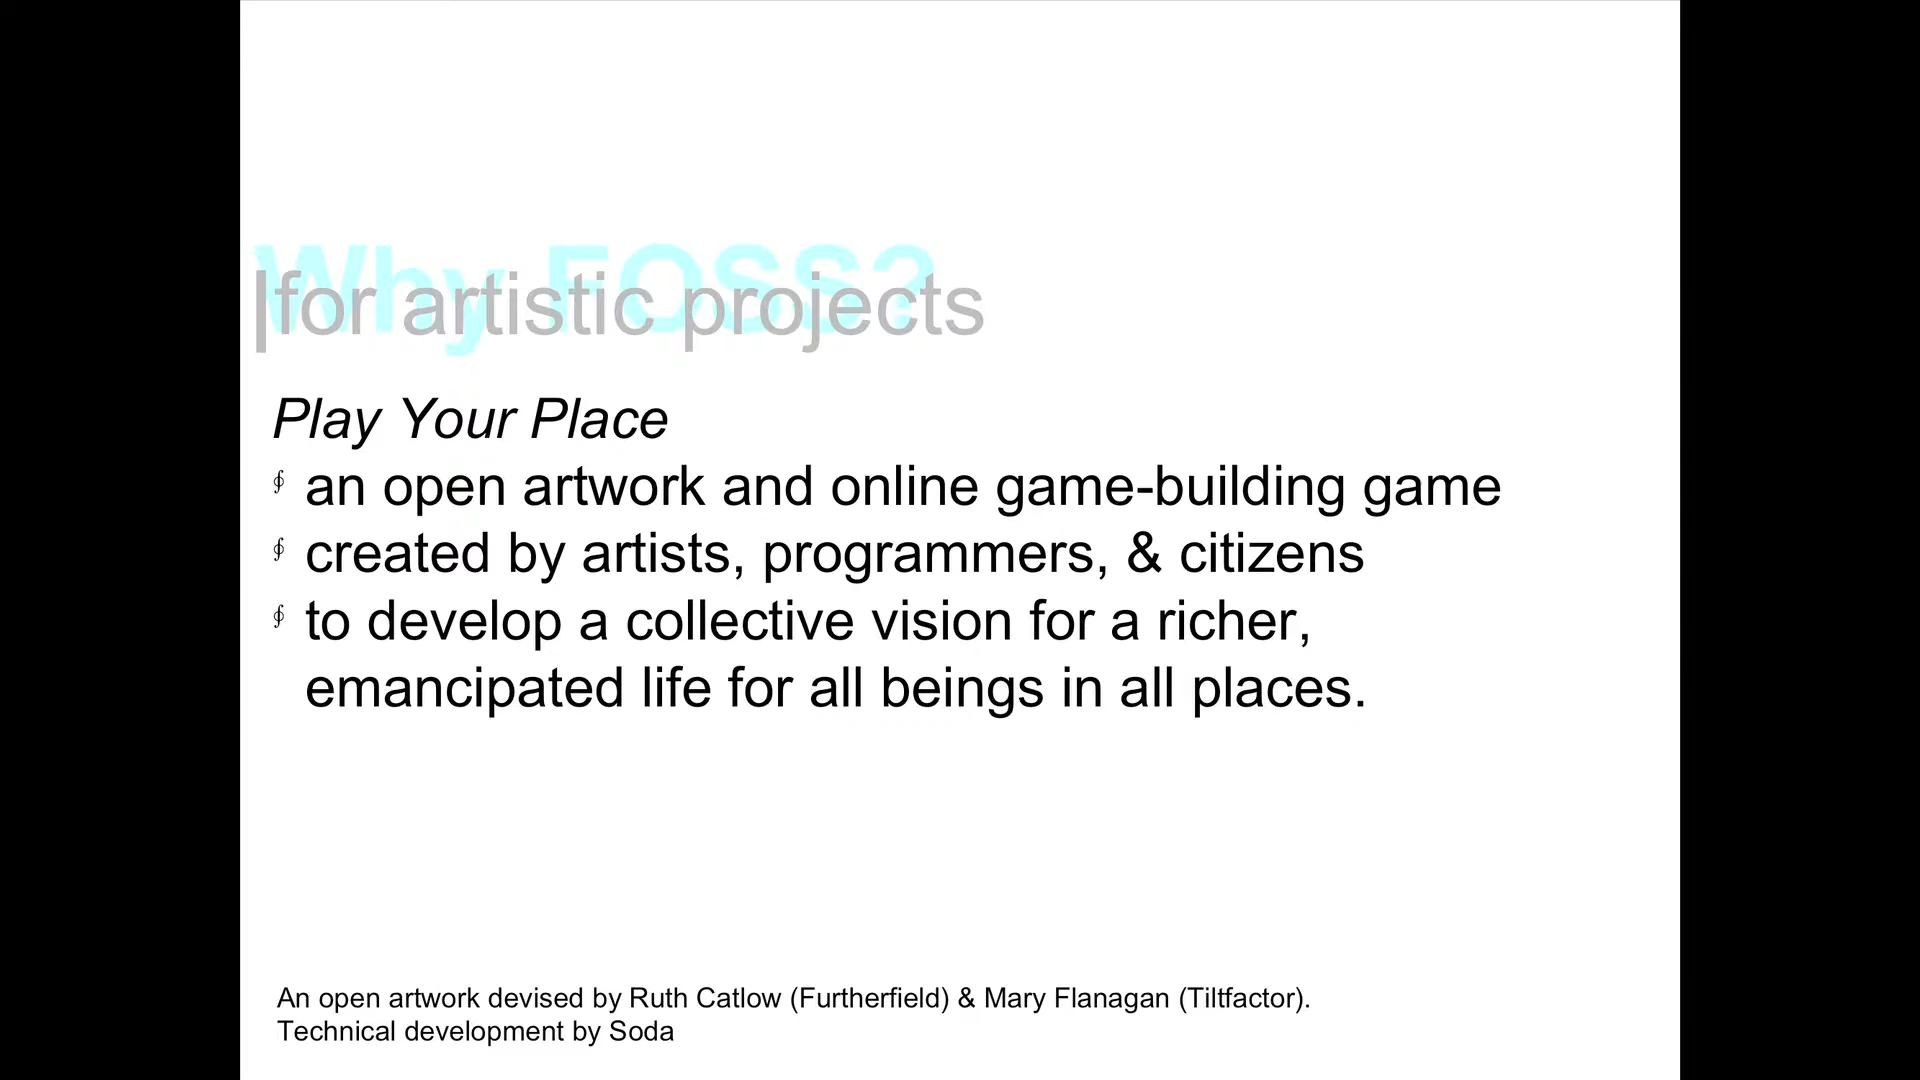 Why FOSS?
|for artistic projects
Play Your Place
∮ an open artwork and online game-building game
∮ created by artists, programmers, & citizens
∮ to develop a collective vision for a richer,
emancipated life for all beings in all places.
An open artwork devised by Ruth Catlow (Furtherfield) & Mary Flanagan (Tiltfactor).
Technical development by Soda